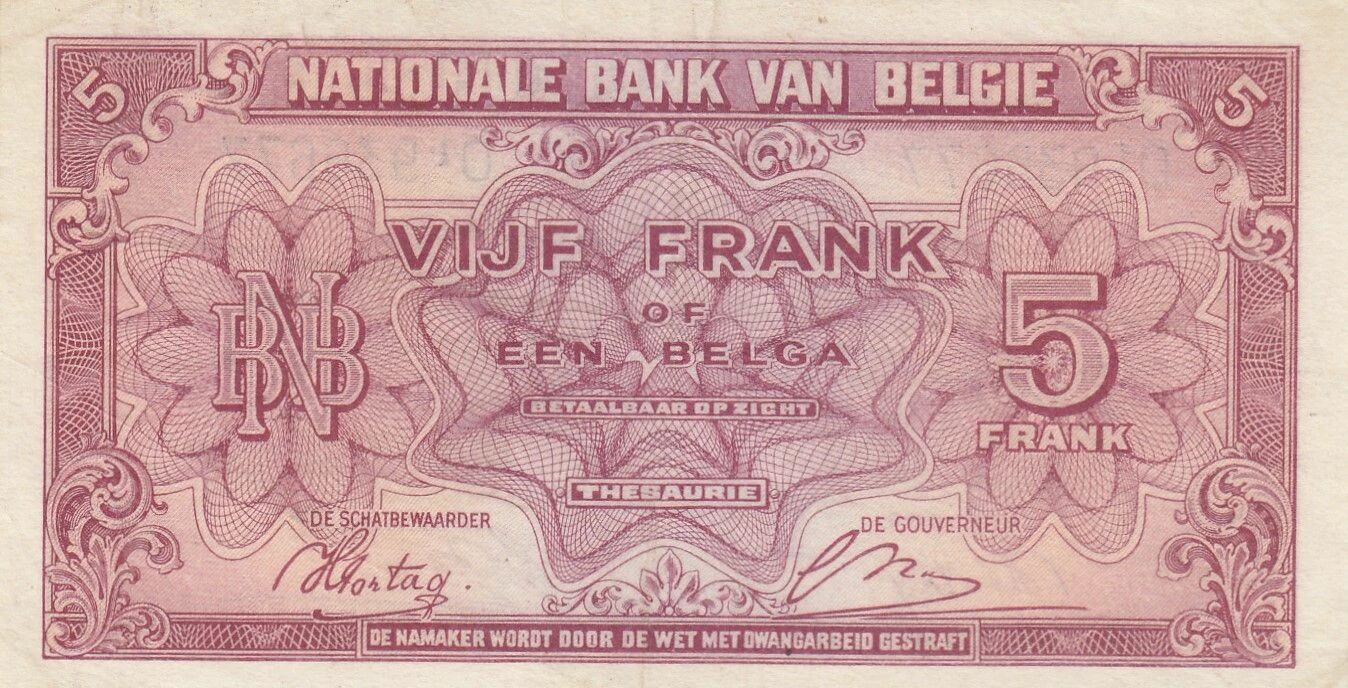 5 NATIONALE BANK VAN BELGIE 5
VIJF FRANK
OF
EEN BELGA
BNB
5
FRANK
BETAALBAAR OP ZICHT
THESAURIE
DE SCHATBEWAARDER
DE GOUVERNEUR
DE NAMAKER WORDT DOOR DE WET MET DWANGARBEID GESTRAFT